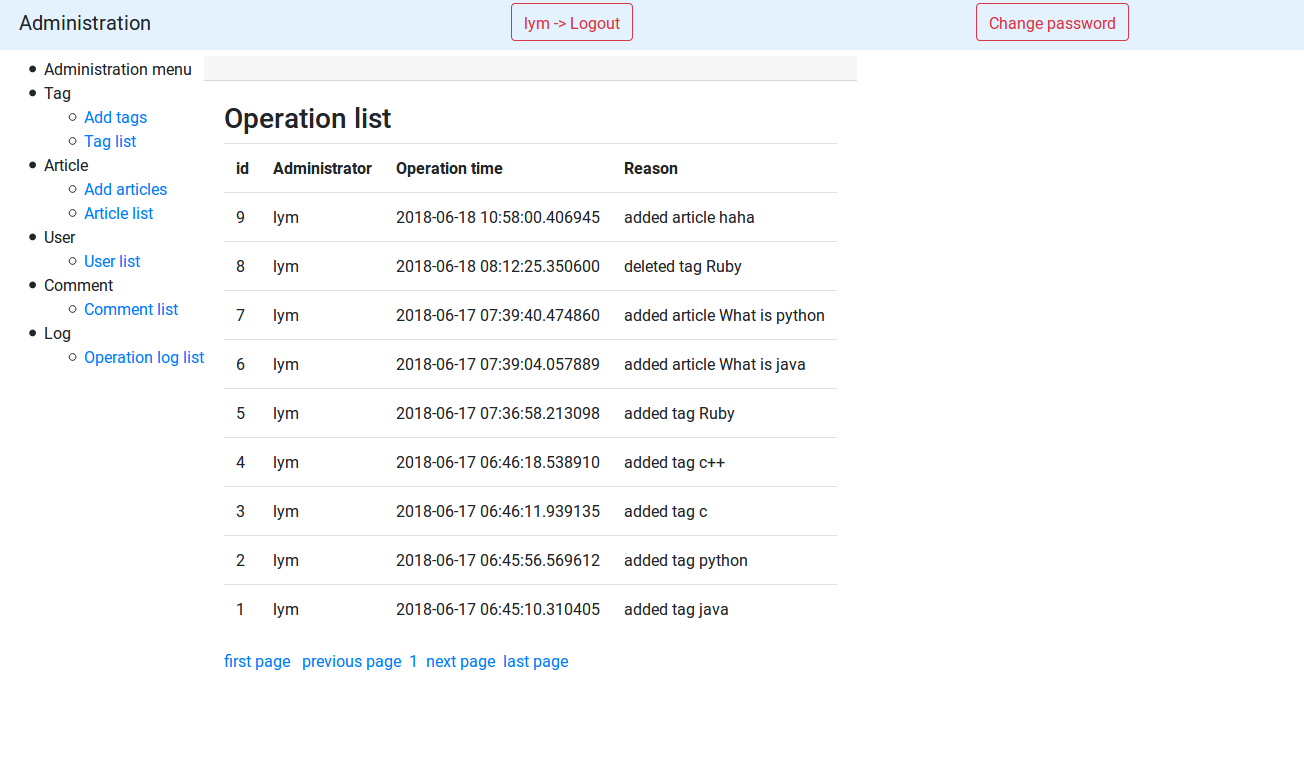 Administration lym -> Logout Change password
Administration menu
Tag
Add tags
Tag list
Article
Add articles
Article list
User
User list
Comment
Comment list
Log
Operation log list
Operation list
id Administrator Operation time Reason
9 lym 2018-06-18 10:58:00.406945 added article haha
8 lym 2018-06-18 08:12:25.350600 deleted tag Ruby
7 lym 2018-06-17 07:39:40.474860 added article What is python
6 lym 2018-06-17 07:39:04.057889 added article What is java
5 lym 2018-06-17 07:36:58.213098 added tag Ruby
4 lym 2018-06-17 06:46:18.538910 added tag c++
3 lym 2018-06-17 06:46:11.939135 added tag c
2 lym 2018-06-17 06:45:56.569612 added tag python
1 lym 2018-06-17 06:45:10.310405 added tag java
first page previous page 1 next page last page